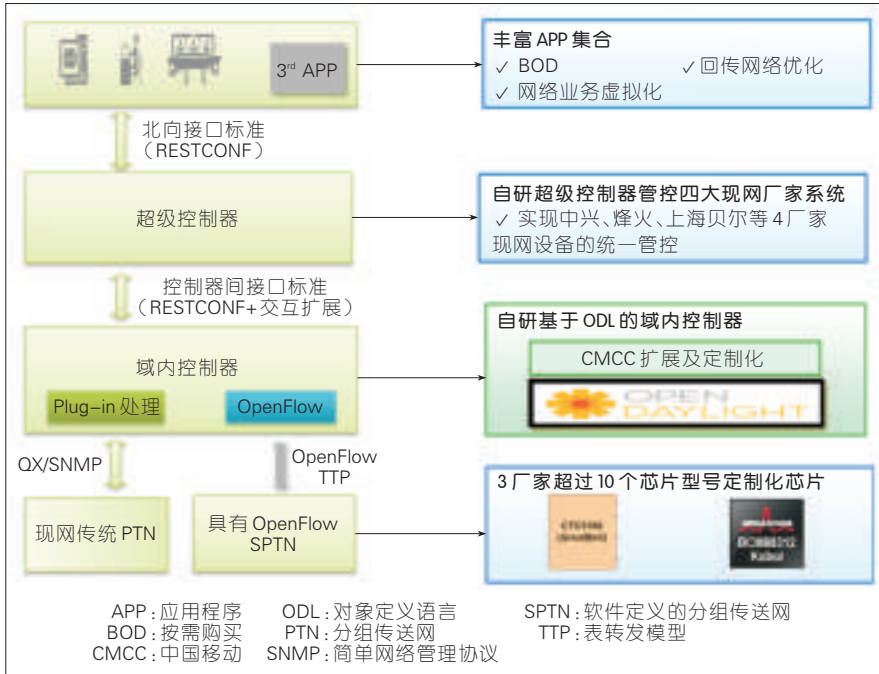 3rd APP
丰富 APP 集合
✓ BOD
✓ 回传网络优化
✓ 网络业务虚拟化
北向接口标准
（RESTCONF）
超级控制器
自研超级控制器管控四大现网厂家系统
✓ 实现中兴、烽火、上海贝尔等 4 厂家
现网设备的统一管控
控制器间接口标准
（RESTCONF+交互扩展）
域内控制器
Plug-in 处理
OpenFlow
自研基于 ODL 的域内控制器
CMCC 扩展及定制化
OPEN
DAYLIGHT
QX/SNMP
OpenFlow
TTP
现网传统 PTN
具有 OpenFlow
SPTN
3 厂家超过 10 个芯片型号定制化芯片
APP：应用程序
ODL：对象定义语言
SPTN：软件定义的分组传送网
BOD：按需购买
PTN：分组传送网
TTP：表转发模型
CMCC：中国移动
SNMP：简单网络管理协议